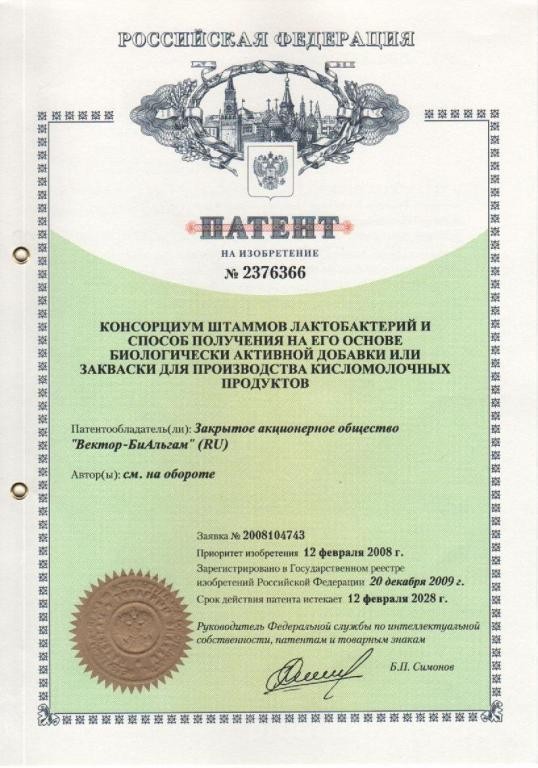 РОССИЙСКАЯ ФЕДЕРАЦИЯ
ПАТЕНТ
НА ИЗОБРЕТЕНИЕ
№ 2376366
КОНСОРЦИУМ ШТАММОВ ЛАКТОБАКТЕРИЙ И
СПОСОБ ПОЛУЧЕНИЯ НА ЕГО ОСНОВЕ
БИОЛОГИЧЕСКИ АКТИВНОЙ ДОБАВКИ ИЛИ
ЗАКВАСКИ ДЛЯ ПРОИЗВОДСТВА КИСЛОМОЛОЧНЫХ
ПРОДУКТОВ
Патентообладатель(ли): Закрытое акционерное общество
"Вектор-БиАльгам" (RU)
Автор(ы): см. на обороте
Заявка № 2008104743
Приоритет изобретения 12 февраля 2008 г.
Зарегистрировано в Государственном реестре
изобретений Российской Федерации 20 декабря 2009 г.
Срок действия патента истекает 12 февраля 2028 г.
Руководитель Федеральной службы по интеллектуальной
собственности, патентам и товарным знакам
Б.П. Симонов